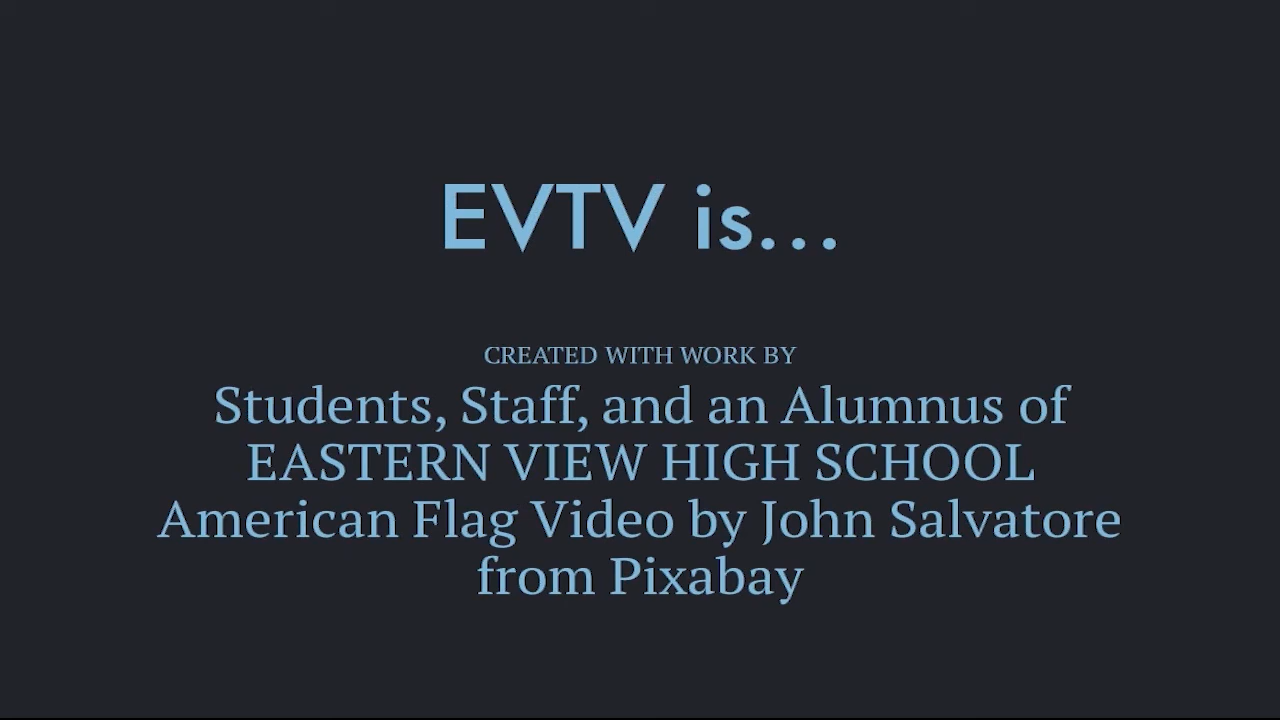 EVTV is...
CREATED WITH WORK BY
Students, Staff, and an Alumnus of
EASTERN VIEW HIGH SCHOOL
American Flag Video by John Salvatore
from Pixabay